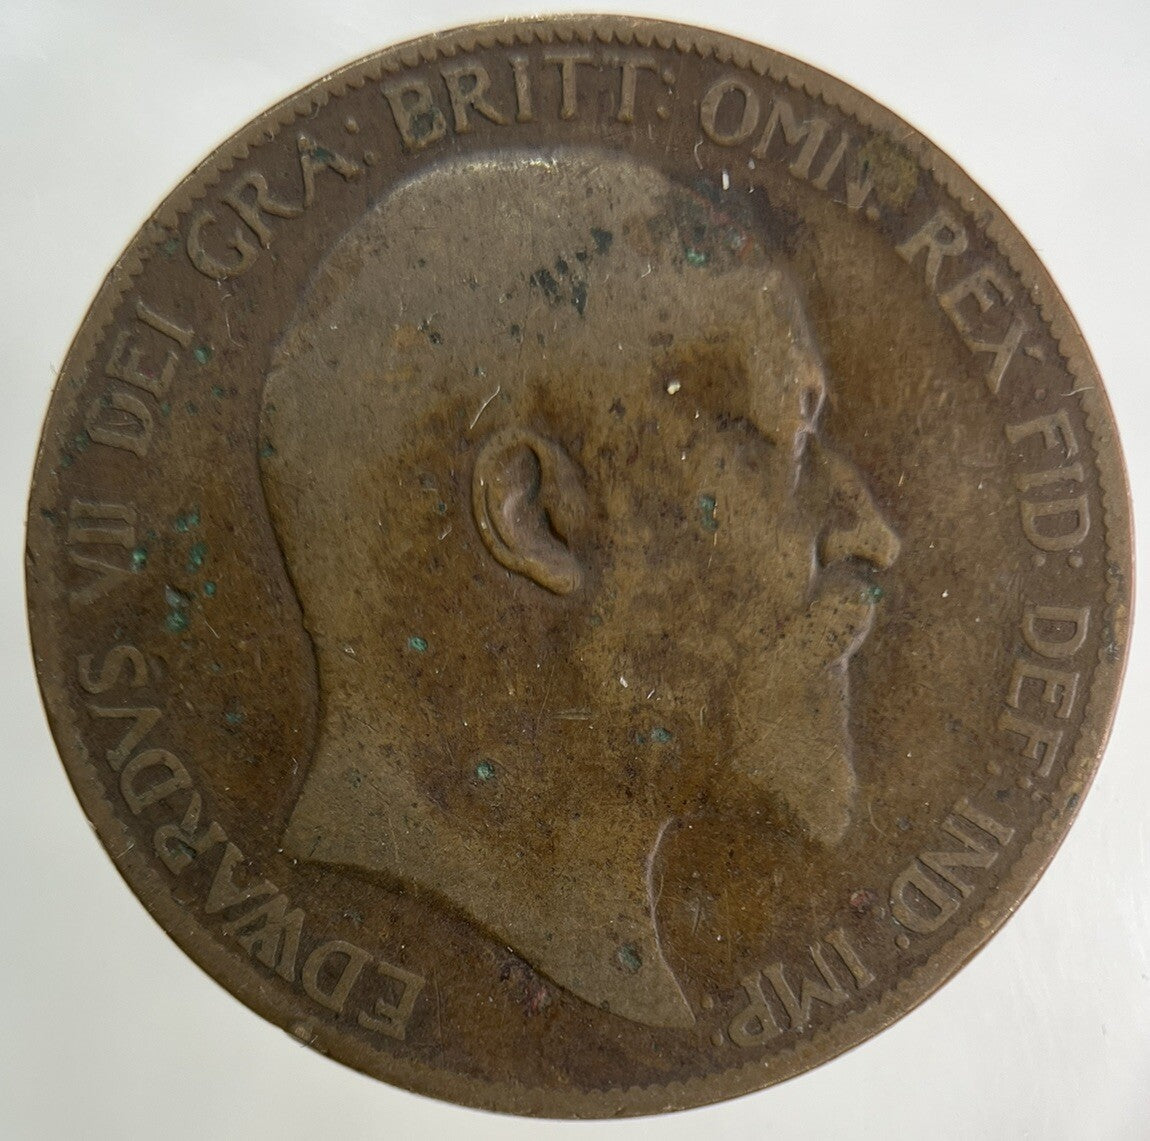 EDWARDVS VII DEI GRA: BRITT: OMN: REX FID: DEF: IND: IMP: